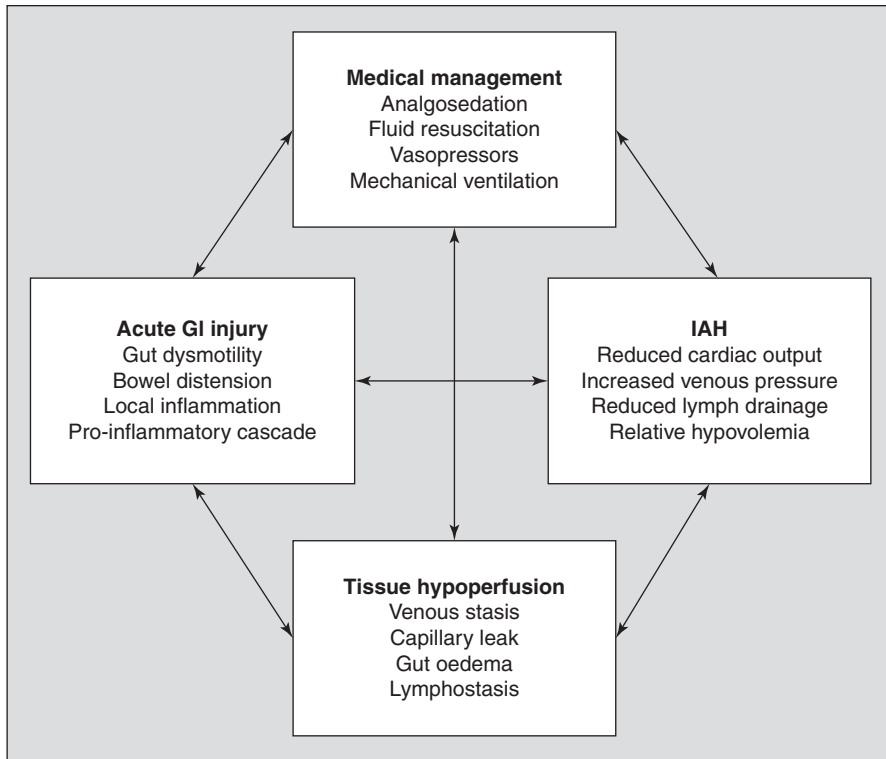 Medical management
Analgosedation
Fluid resuscitation
Vasopressors
Mechanical ventilation
Acute GI injury
Gut dysmotility
Bowel distension
Local inflammation
Pro-inflammatory cascade
IAH
Reduced cardiac output
Increased venous pressure
Reduced lymph drainage
Relative hypovolemia
Tissue hypoperfusion
Venous stasis
Capillary leak
Gut oedema
Lymphostasis